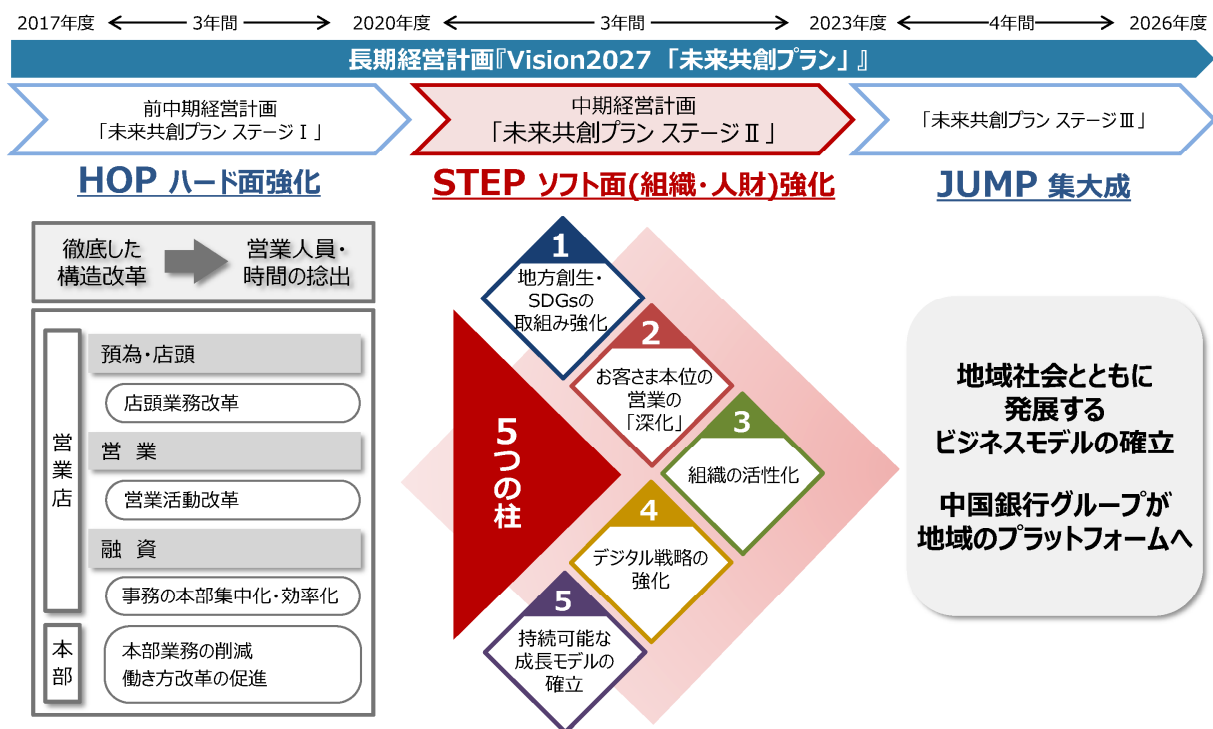 2017年度 3年間 2020年度 3年間 2023年度 4年間 2026年度
長期経営計画『Vision2027 「未来共創プラン」』
前中期経営計画
「未来共創プラン ステージⅠ」
中期経営計画
「未来共創プラン ステージⅡ」
「未来共創プラン ステージⅢ」
HOP ハード面強化
徹底した
構造改革
営業人員・
時間の捻出
営業店
預為・店頭
店頭業務改革
営 業
営業活動改革
融 資
事務の本部集中化・効率化
本部
本部業務の削減
働き方改革の促進
STEP ソフト面(組織・人財)強化
5つの柱
1
地方創生・
SDGsの
取組み強化
2
お客さま本位の
営業の
「深化」
3
組織の活性化
4
デジタル戦略の
強化
5
持続可能な
成長モデルの
確立
JUMP 集大成
地域社会とともに
発展する
ビジネスモデルの確立
中国銀行グループが
地域のプラットフォームへ